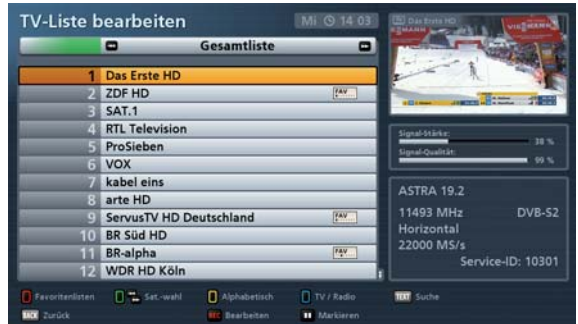 TV-Liste bearbeiten
Mi 14 03
Das Erste HD
Gesamtliste
1 Das Erste HD
2 ZDF HD FAV
3 SAT.1
4 RTL Television
5 ProSieben
6 VOX
7 kabel eins
8 arte HD
9 ServusTV HD Deutschland FAV
10 BR Süd HD
11 BR-alpha FAV
12 WDR HD Köln
VIESSMANN
Signal-Stärke:
38 %
Signal-Qualität:
99 %
ASTRA 19.2
11493 MHz DVB-S2
Horizontal
22000 MS/s
Service-ID: 10301
Favoritenlisten Sat.-wahl Alphabetisch TV / Radio TEXT Suche
BACK Zurück REC Bearbeiten Markieren